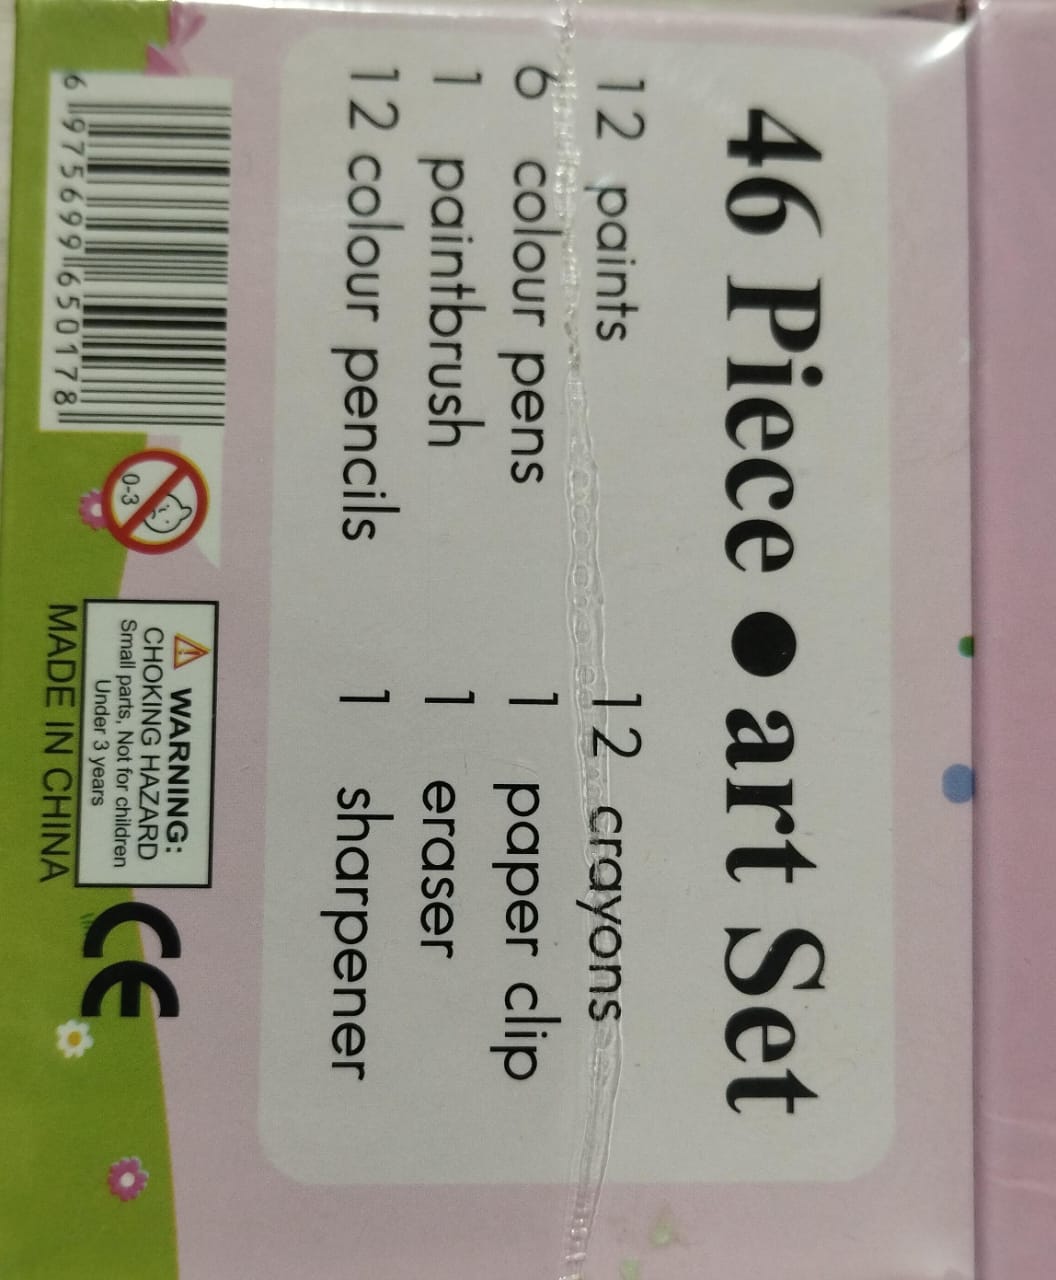 46 Piece ● art Set
12 paints
6 colour pens
1 paintbrush
12 colour pencils
12 crayons
1 paper clip
1 eraser
1 sharpener
6 975699 650178
0-3
⚠ WARNING:
CHOKING HAZARD
Small parts, Not for children
Under 3 years
MADE IN CHINA
CE